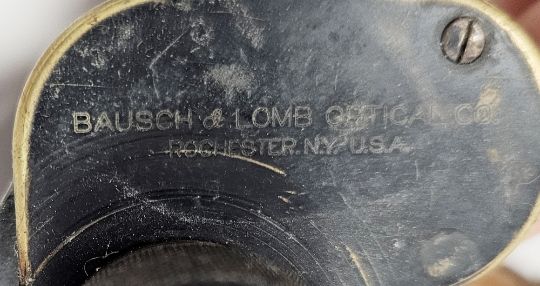 BAUSCH & LOMB OPTICAL CO.
ROCHESTER. N.Y. U.S.A.